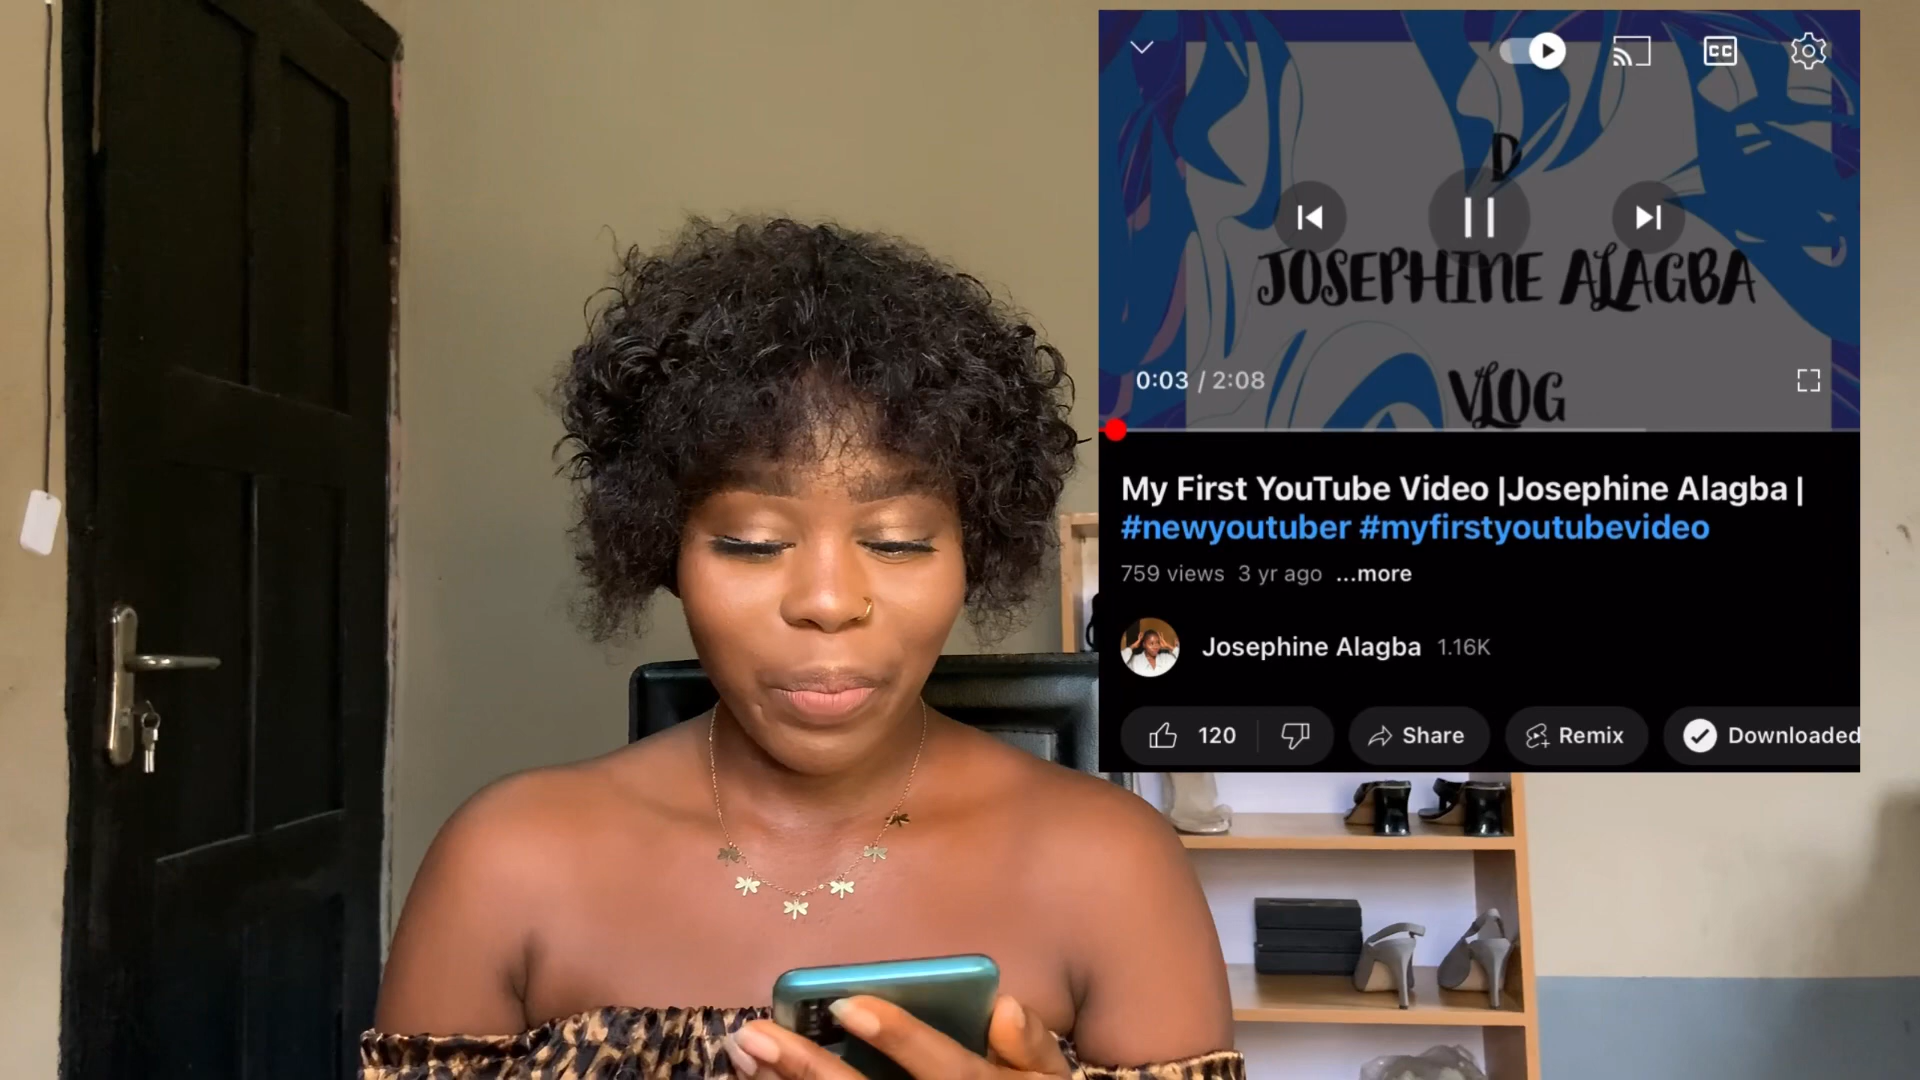 CC
D
JOSEPHINE ALAGBA
VLOG
0:03 / 2:08
My First YouTube Video |Josephine Alagba |
#newyoutuber #myfirstyoutubevideo
759 views 3 yr ago ...more
Josephine Alagba 1.16K
120 Share Remix Downloaded